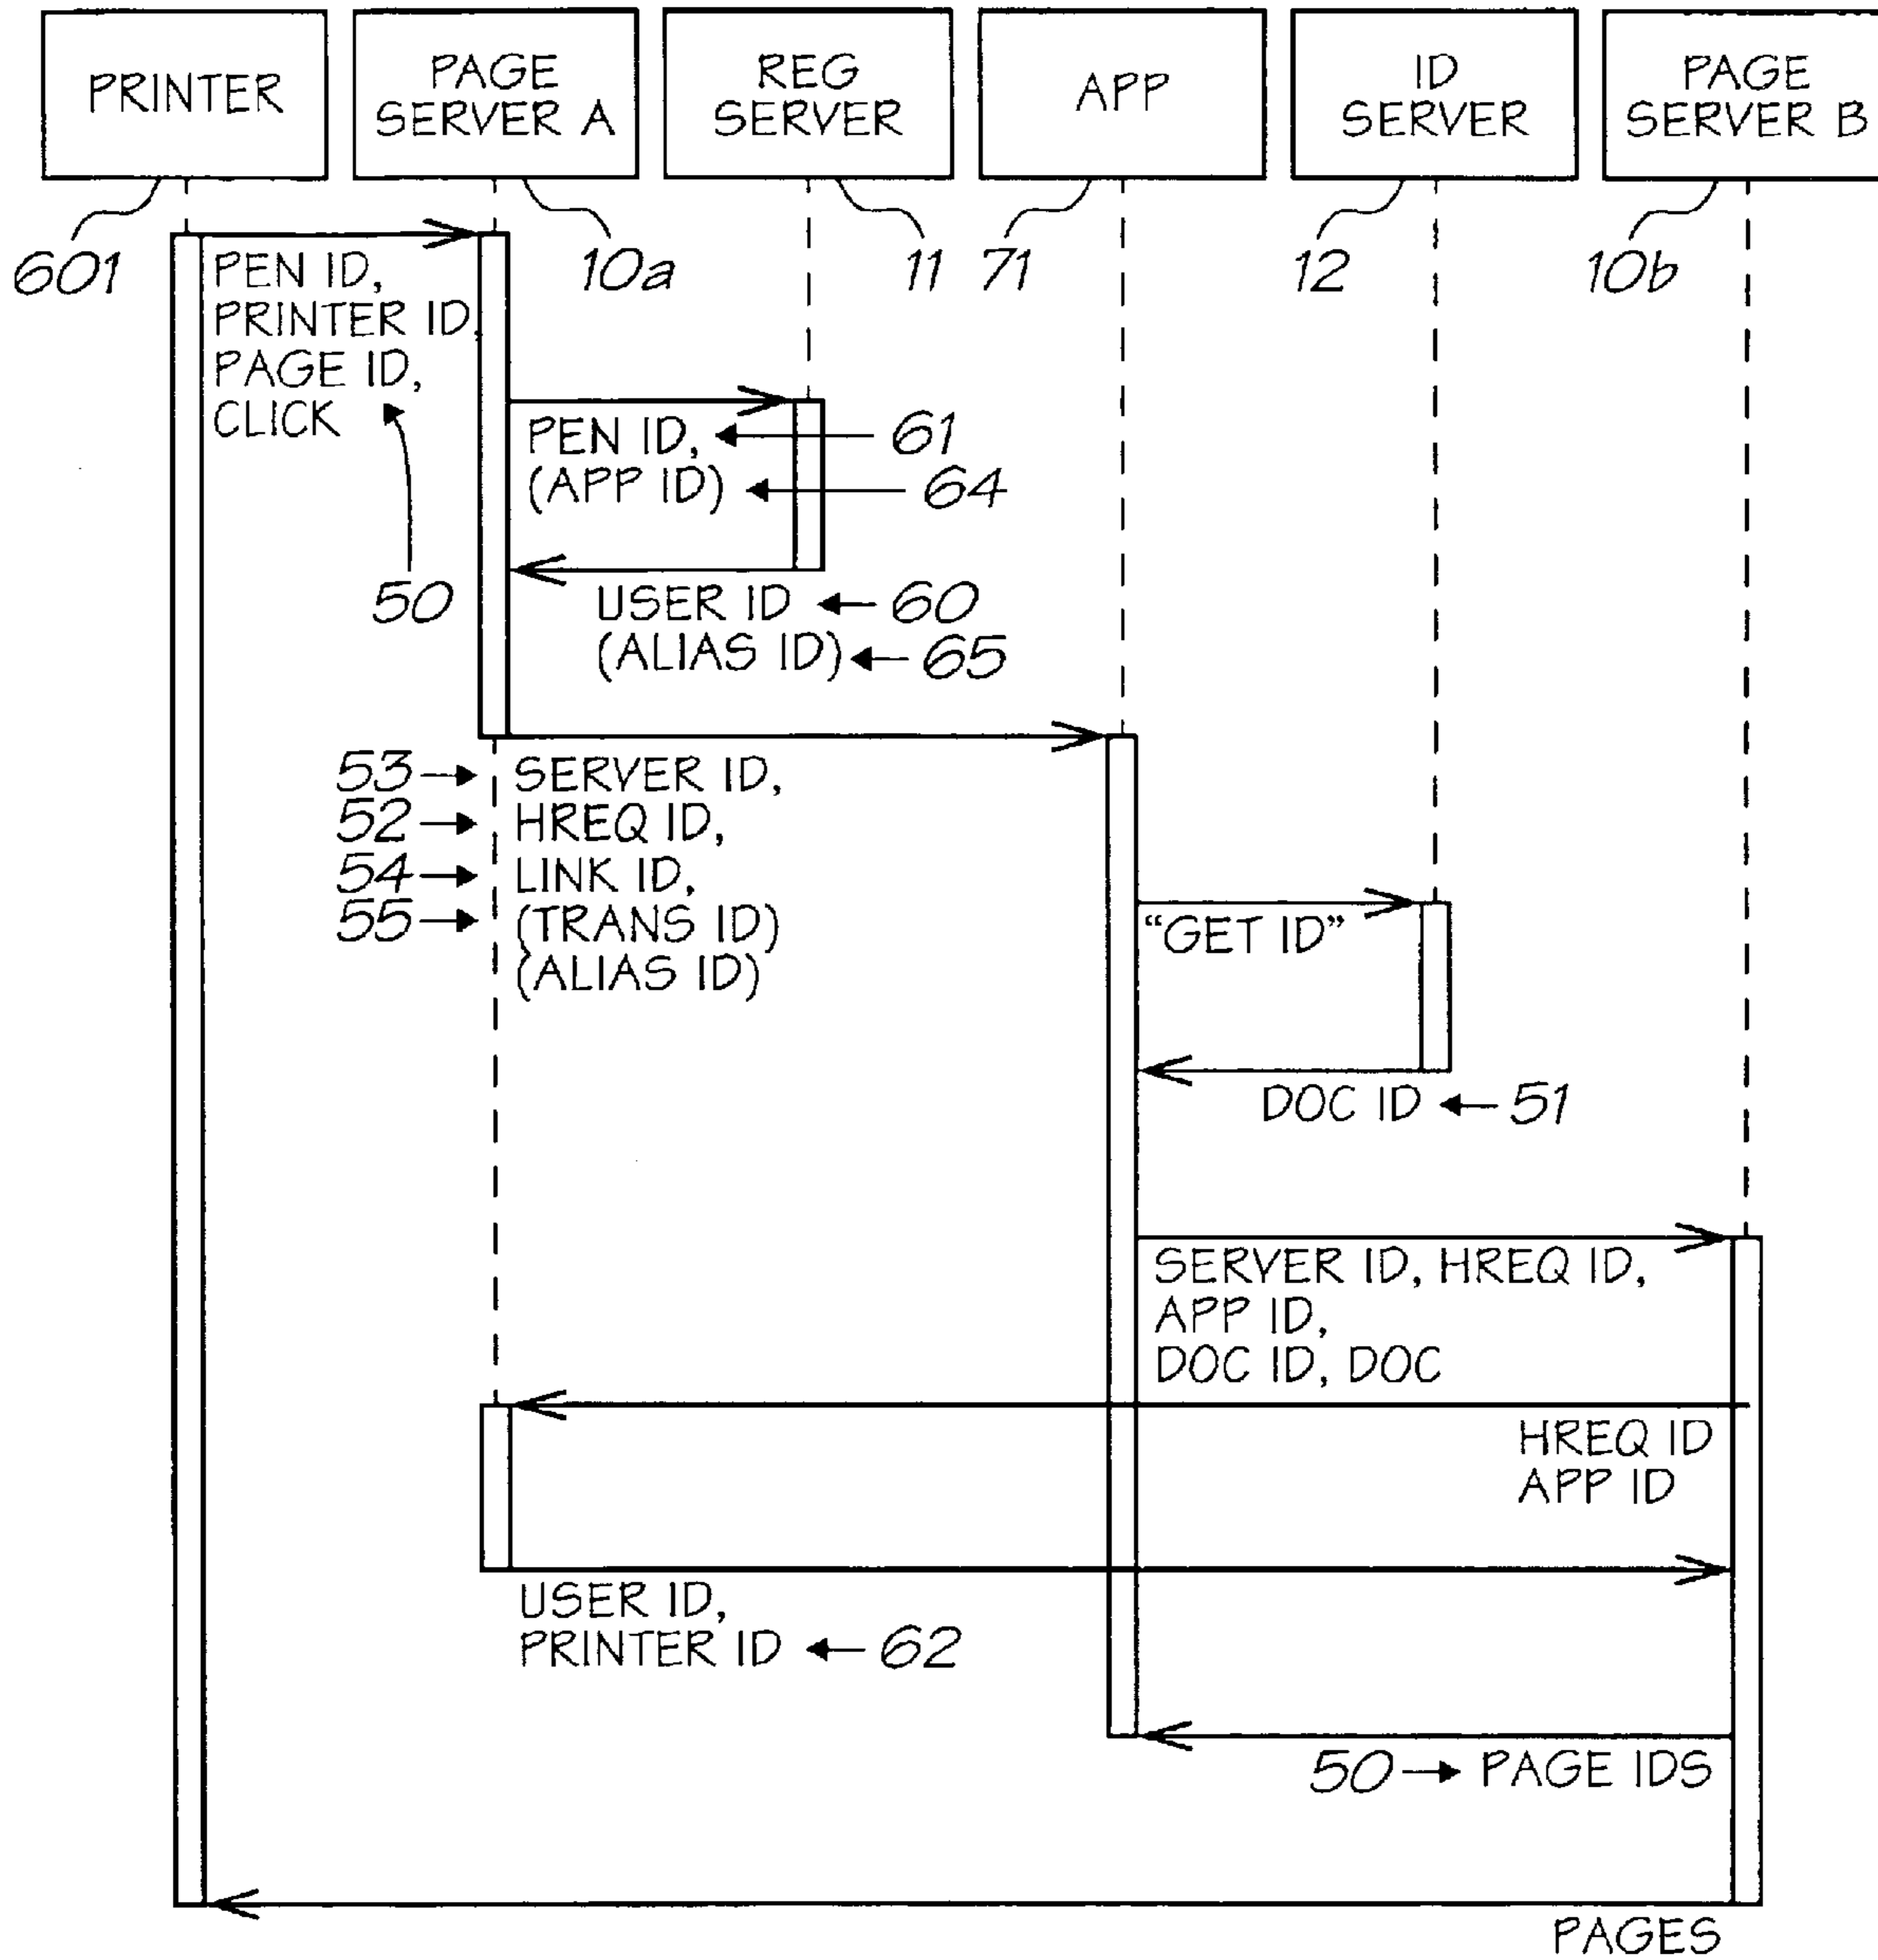 PRINTER
PAGE
SERVER A
REG
SERVER
APP
ID
SERVER
PAGE
SERVER B
601
10a
11
71
12
10b
PEN ID,
PRINTER ID,
PAGE ID,
CLICK
50
PEN ID,
61
(APP ID)
64
USER ID
60
(ALIAS ID)
65
53
SERVER ID,
52
HREQ ID,
54
LINK ID,
55
(TRANS ID)
(ALIAS ID)
“GET ID”
DOC ID
51
SERVER ID, HREQ ID,
APP ID,
DOC ID, DOC
HREQ ID
APP ID
USER ID,
PRINTER ID
62
50
PAGE IDS
PAGES